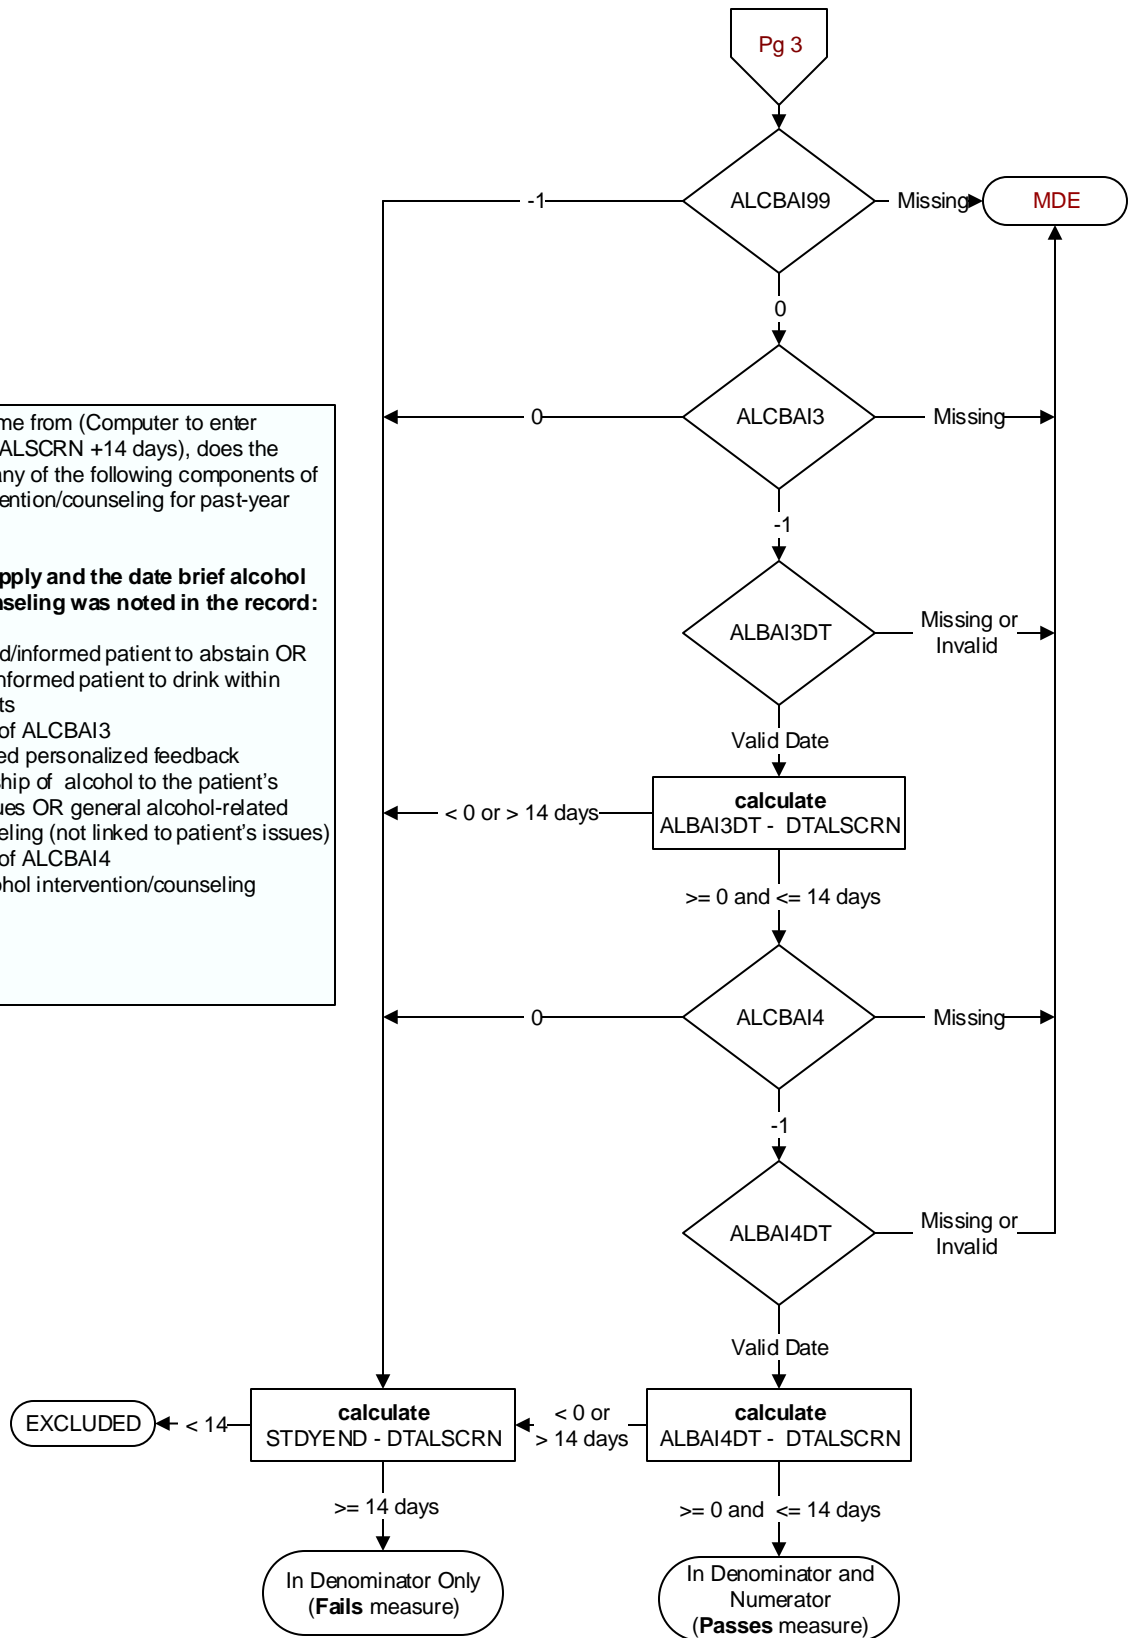 Pg 3
ALCBAI99
-1
Missing
MDE
0
ALCBAI3
0
Missing
-1
ALBAI3DT
Missing or
Invalid
Valid Date
calculate
ALBAI3DT - DTALSCRN
< 0 or > 14 days
>= 0 and <= 14 days
ALCBAI4
0
Missing
-1
ALBAI4DT
Missing or
Invalid
Valid Date
calculate
ALBAI4DT - DTALSCRN
< 0 or
> 14 days
calculate
STDYEND - DTALSCRN
< 14
EXCLUDED
>= 14 days
In Denominator Only
(Fails measure)
>= 0 and <= 14 days
In Denominator and
Numerator
(Passes measure)
me from (Computer to enter
ALSCRN +14 days), does the
any of the following components of
ention/counseling for past-year
pply and the date brief alcohol
nseling was noted in the record:
d/informed patient to abstain OR
nformed patient to drink within
ts
of ALCBAI3
ed personalized feedback
ship of alcohol to the patient's
ues OR general alcohol-related
eling (not linked to patient's issues)
of ALCBAI4
ohol intervention/counseling